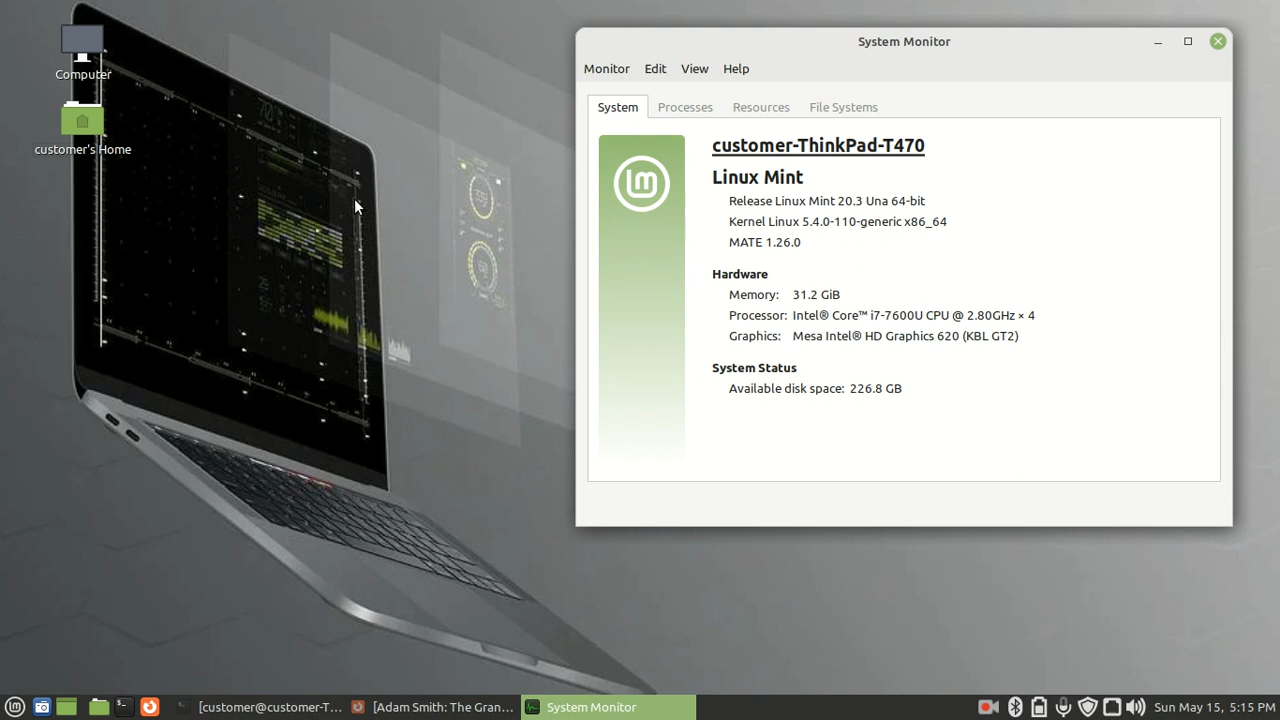 Computer
customer's Home
System Monitor
Monitor Edit View Help
System Processes Resources File Systems
customer-ThinkPad-T470
Linux Mint
Release Linux Mint 20.3 Una 64-bit
Kernel Linux 5.4.0-110-generic x86_64
MATE 1.26.0
Hardware
Memory: 31.2 GiB
Processor: Intel® Core™ i7-7600U CPU @ 2.80GHz × 4
Graphics: Mesa Intel® HD Graphics 620 (KBL GT2)
System Status
Available disk space: 226.8 GB
[customer@customer-T... [Adam Smith: The Gran... System Monitor Sun May 15, 5:15 PM